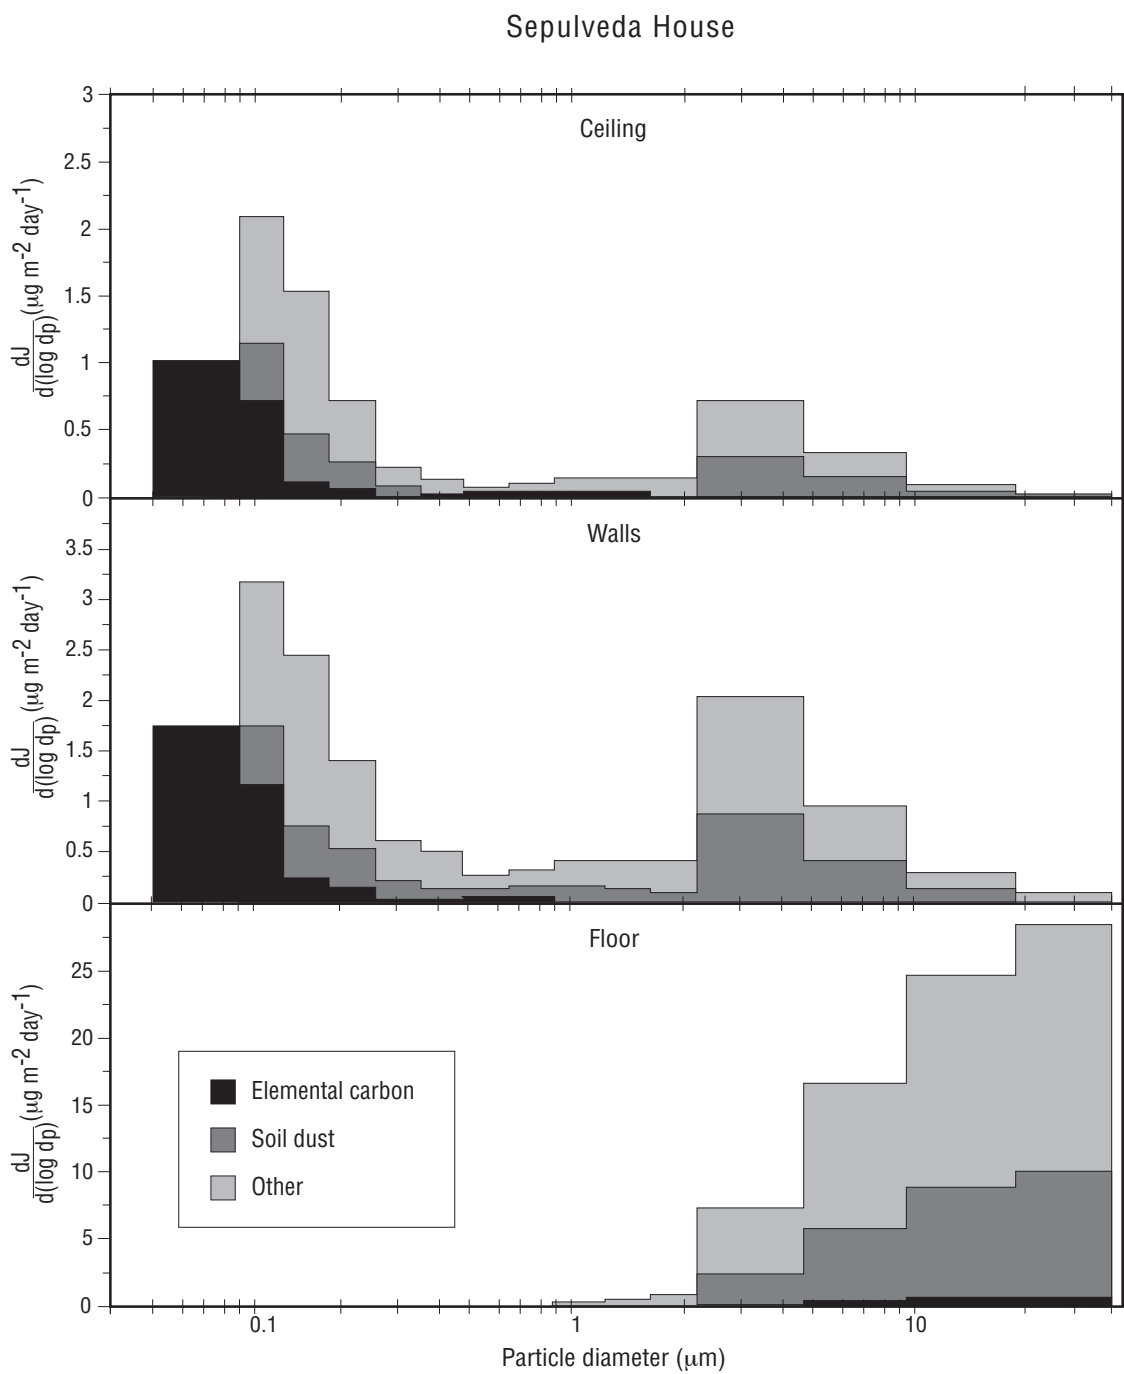 Sepulveda House
Ceiling
3
2.5
2
1.5
1
0.5
0
dJ
d(log dp)
(μg m-2 day-1)
Walls
3.5
3
2.5
2
1.5
1
0.5
0
dJ
d(log dp)
(μg m-2 day-1)
Floor
25
20
15
10
5
0
dJ
d(log dp)
(μg m-2 day-1)
Elemental carbon
Soil dust
Other
0.1 1 10
Particle diameter (μm)